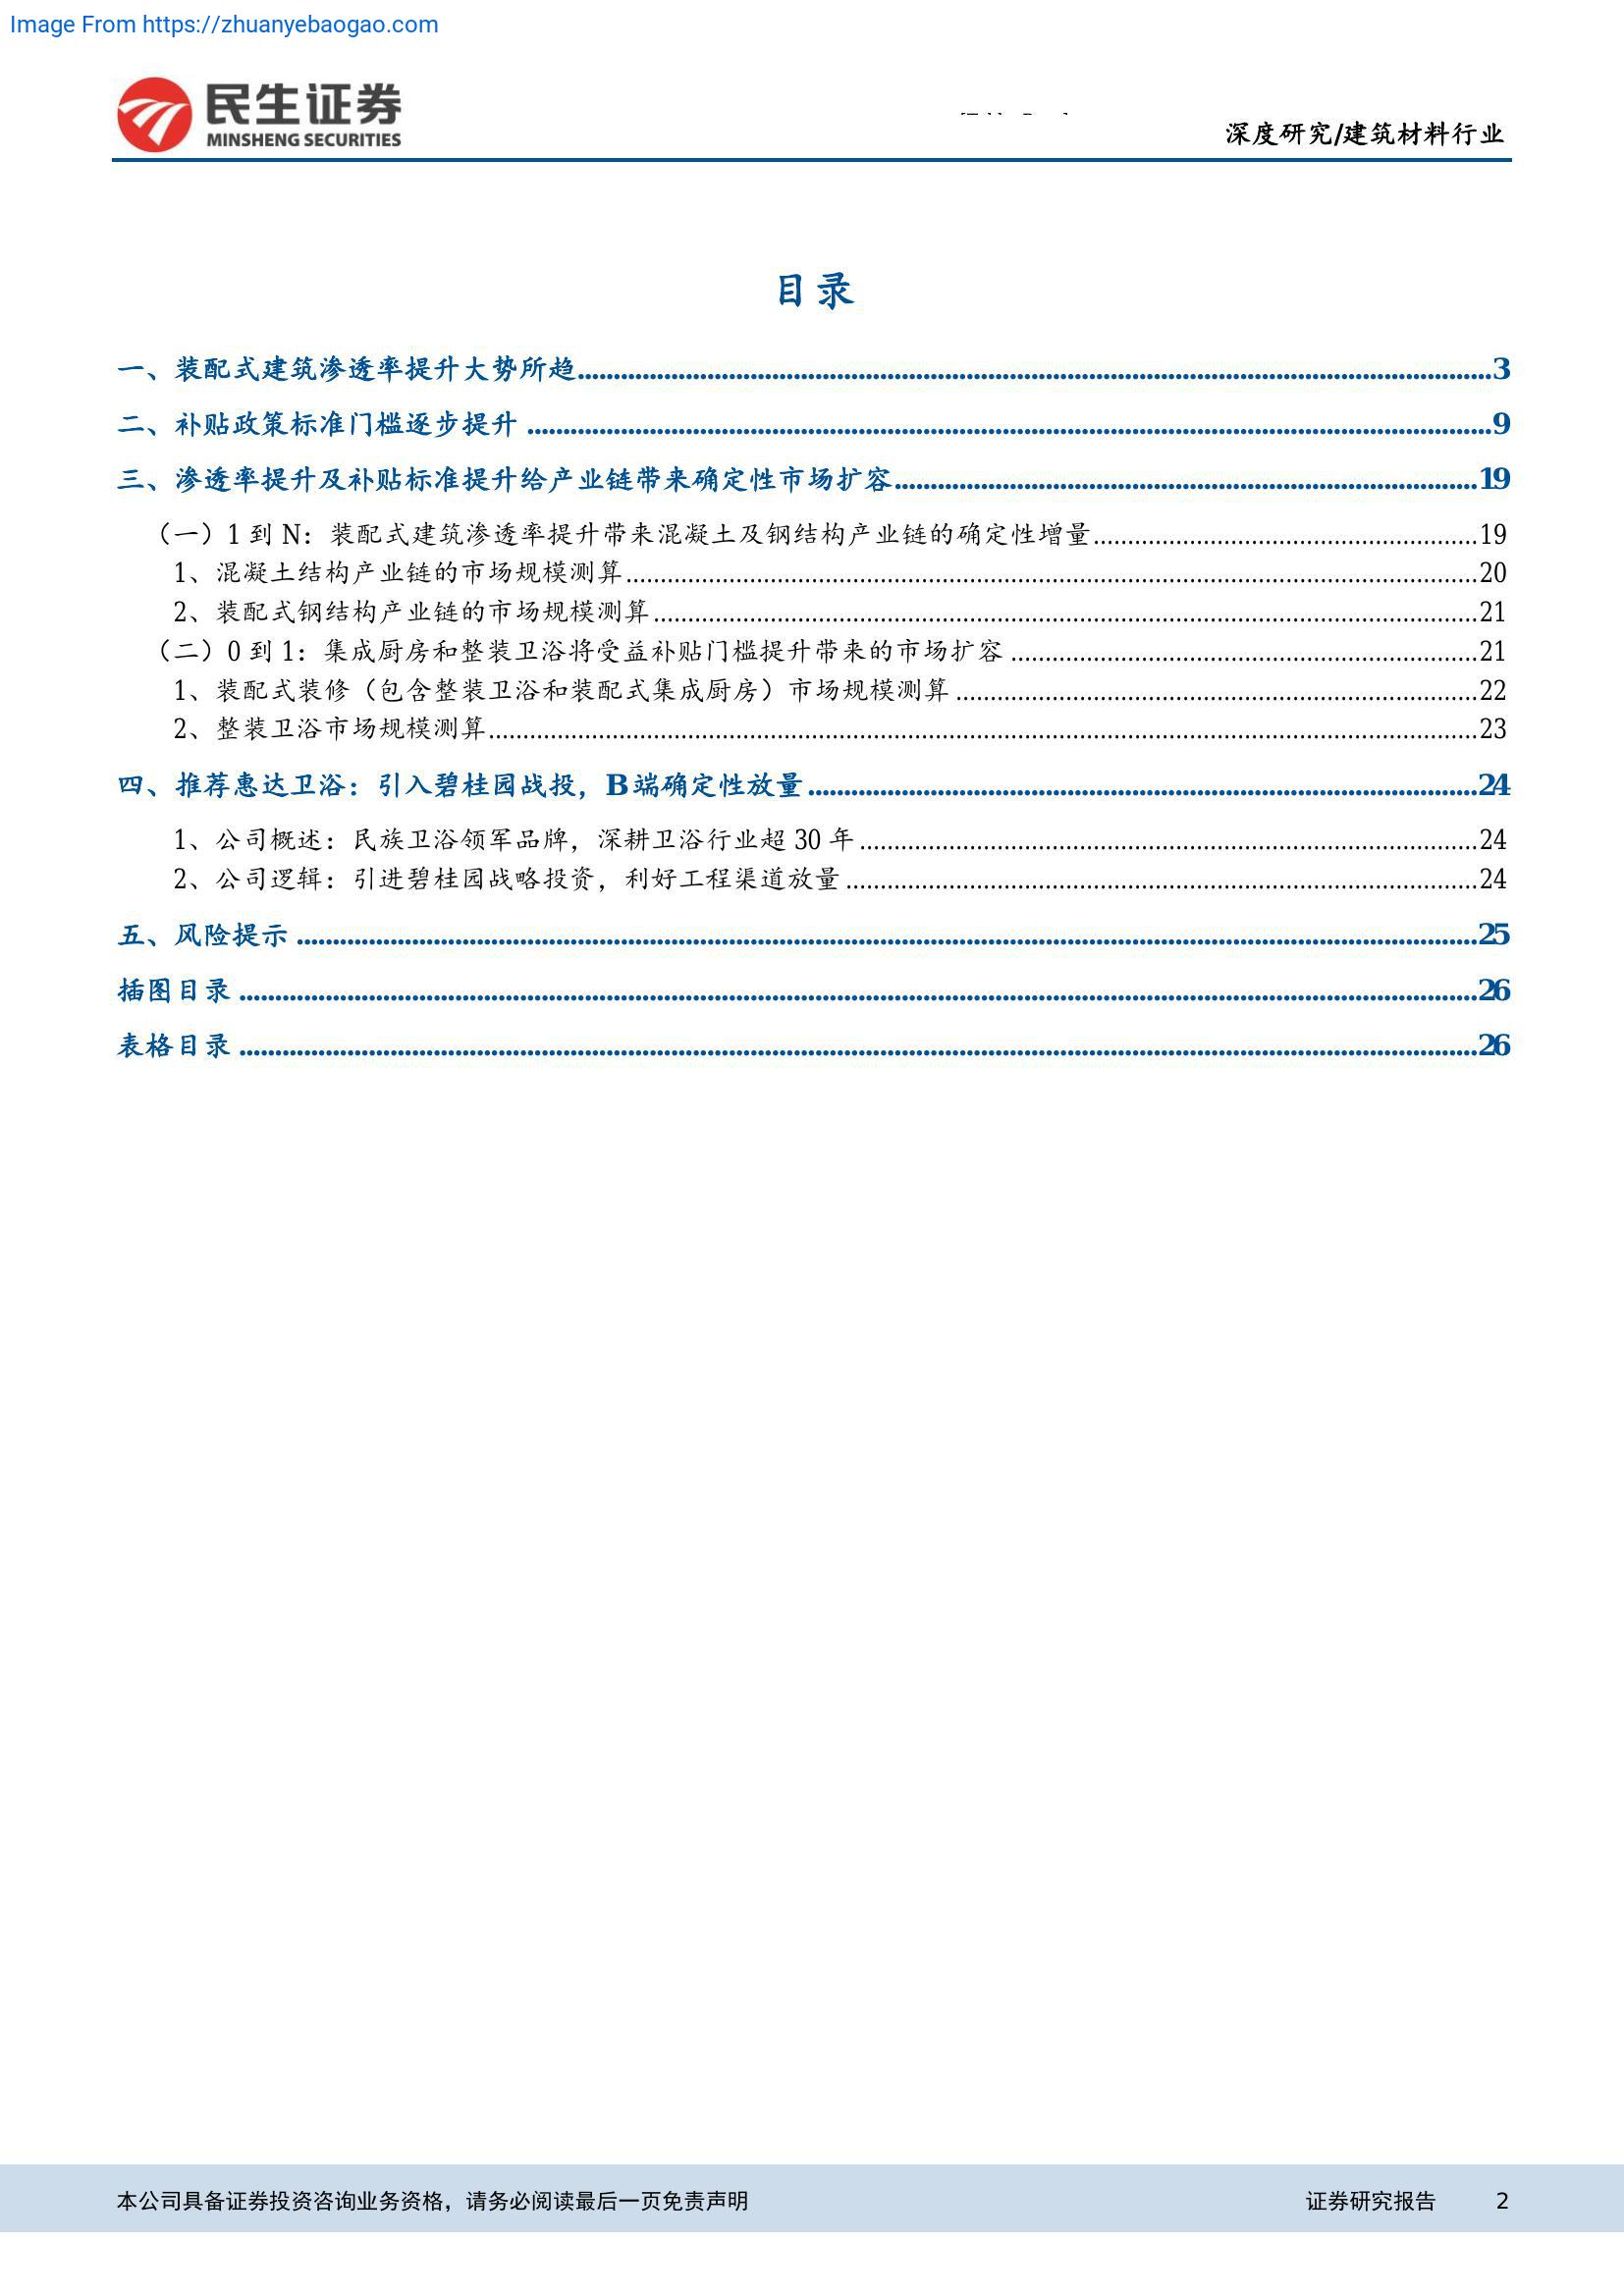 Image From https://zhuanyebaogao.com
民生证券
MINSHENG SECURITIES
深度研究/建筑材料行业
目录
一、装配式建筑渗透率提升大势所趋....................3
二、补贴政策标准门槛逐步提升....................9
三、渗透率提升及补贴标准提升给产业链带来确定性市场扩容....................19
（一）1 到 N：装配式建筑渗透率提升带来混凝土及钢结构产业链的确定性增量....................19
1、混凝土结构产业链的市场规模测算....................20
2、装配式钢结构产业链的市场规模测算....................21
（二）0 到 1：集成厨房和整装卫浴将受益补贴门槛提升带来的市场扩容....................21
1、装配式装修（包含整装卫浴和装配式集成厨房）市场规模测算....................22
2、整装卫浴市场规模测算....................23
四、推荐惠达卫浴：引入碧桂园战投，B端确定性放量....................24
1、公司概述：民族卫浴领军品牌，深耕卫浴行业超 30 年....................24
2、公司逻辑：引进碧桂园战略投资，利好工程渠道放量....................24
五、风险提示....................25
插图目录....................26
表格目录....................26
本公司具备证券投资咨询业务资格，请务必阅读最后一页免责声明 证券研究报告 2